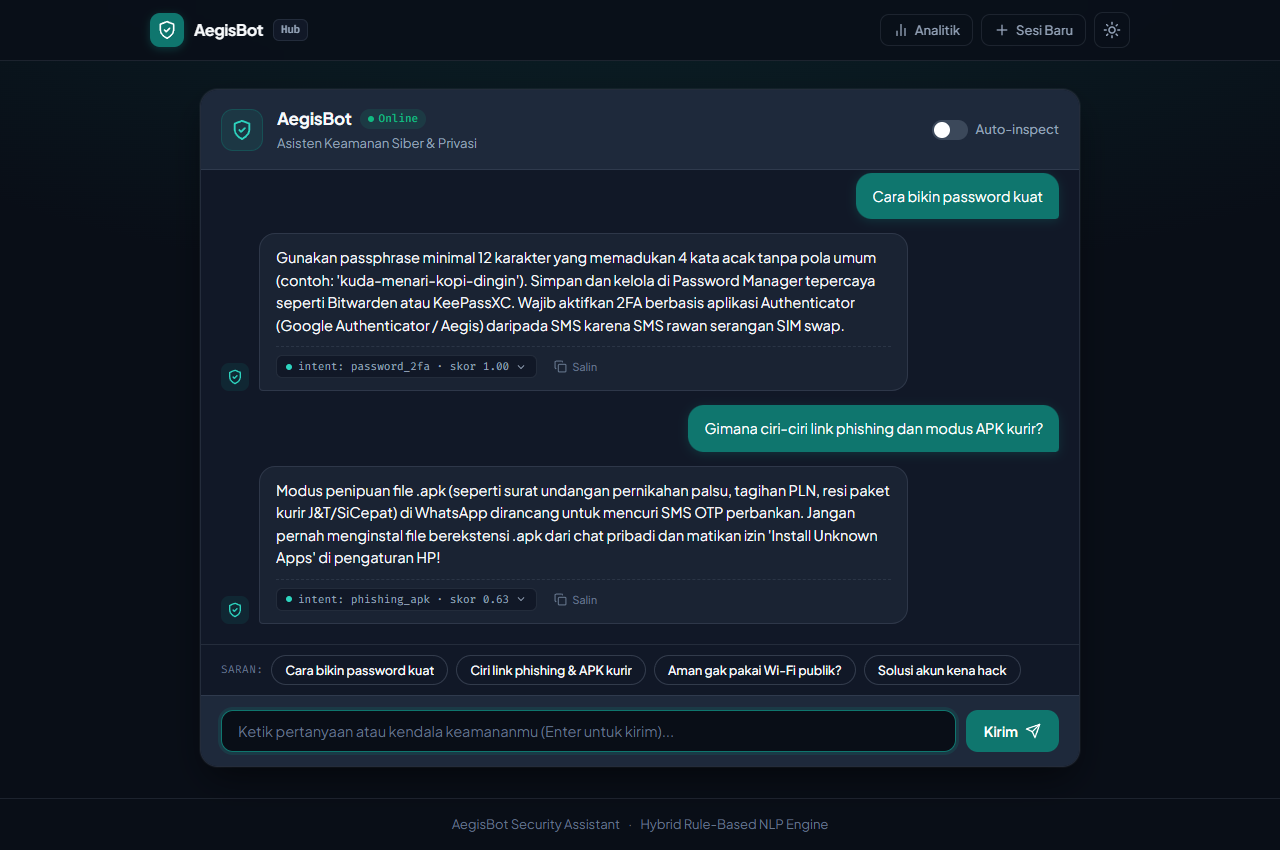 AegisBot Hub
Analitik
Sesi Baru
AegisBot Online
Asisten Keamanan Siber & Privasi
Auto-inspect
Cara bikin password kuat
Gunakan passphrase minimal 12 karakter yang memadukan 4 kata acak tanpa pola umum
(contoh: 'kuda-menari-kopi-dingin'). Simpan dan kelola di Password Manager tepercaya
seperti Bitwarden atau KeePassXC. Wajib aktifkan 2FA berbasis aplikasi Authenticator
(Google Authenticator / Aegis) daripada SMS karena SMS rawan serangan SIM swap.
intent: password_2fa · skor 1.00
Salin
Gimana ciri-ciri link phishing dan modus APK kurir?
Modus penipuan file .apk (seperti surat undangan pernikahan palsu, tagihan PLN, resi paket
kurir J&T/SiCepat) di WhatsApp dirancang untuk mencuri SMS OTP perbankan. Jangan
pernah menginstal file berekstensi .apk dari chat pribadi dan matikan izin 'Install Unknown
Apps' di pengaturan HP!
intent: phishing_apk · skor 0.63
Salin
SARAN:
Cara bikin password kuat
Ciri link phishing & APK kurir
Aman gak pakai Wi-Fi publik?
Solusi akun kena hack
Ketik pertanyaan atau kendala keamananmu (Enter untuk kirim)...
Kirim
AegisBot Security Assistant · Hybrid Rule-Based NLP Engine